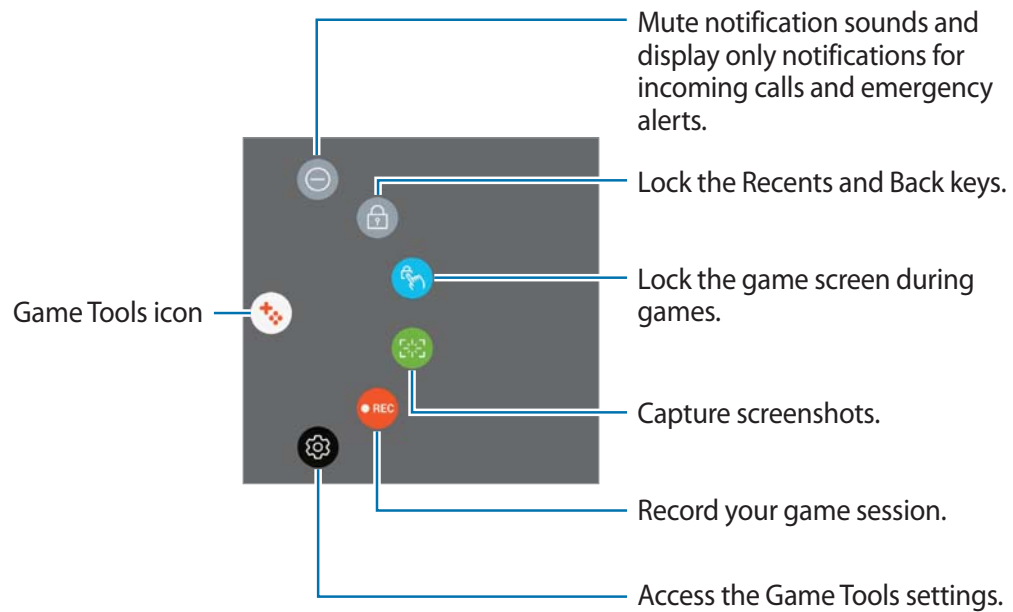 Mute notification sounds and
display only notifications for
incoming calls and emergency
alerts.
Lock the Recents and Back keys.
Lock the game screen during
games.
Game Tools icon
Capture screenshots.
REC
Record your game session.
Access the Game Tools settings.